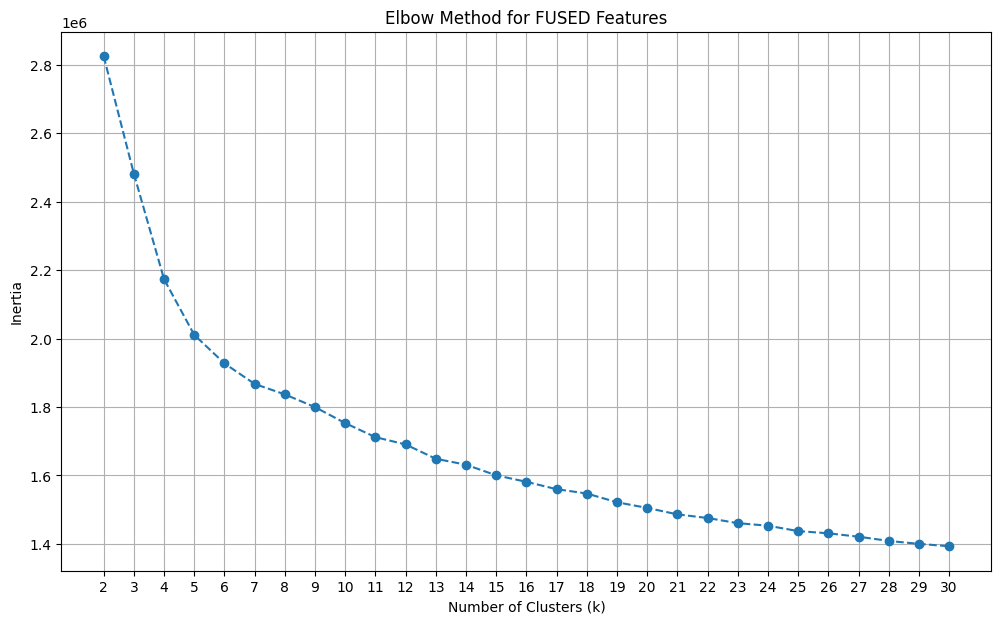 Elbow Method for FUSED Features
1e6
2.8
2.6
2.4
2.2
2.0
1.8
1.6
1.4
Inertia
2 3 4 5 6 7 8 9 10 11 12 13 14 15 16 17 18 19 20 21 22 23 24 25 26 27 28 29 30
Number of Clusters (k)